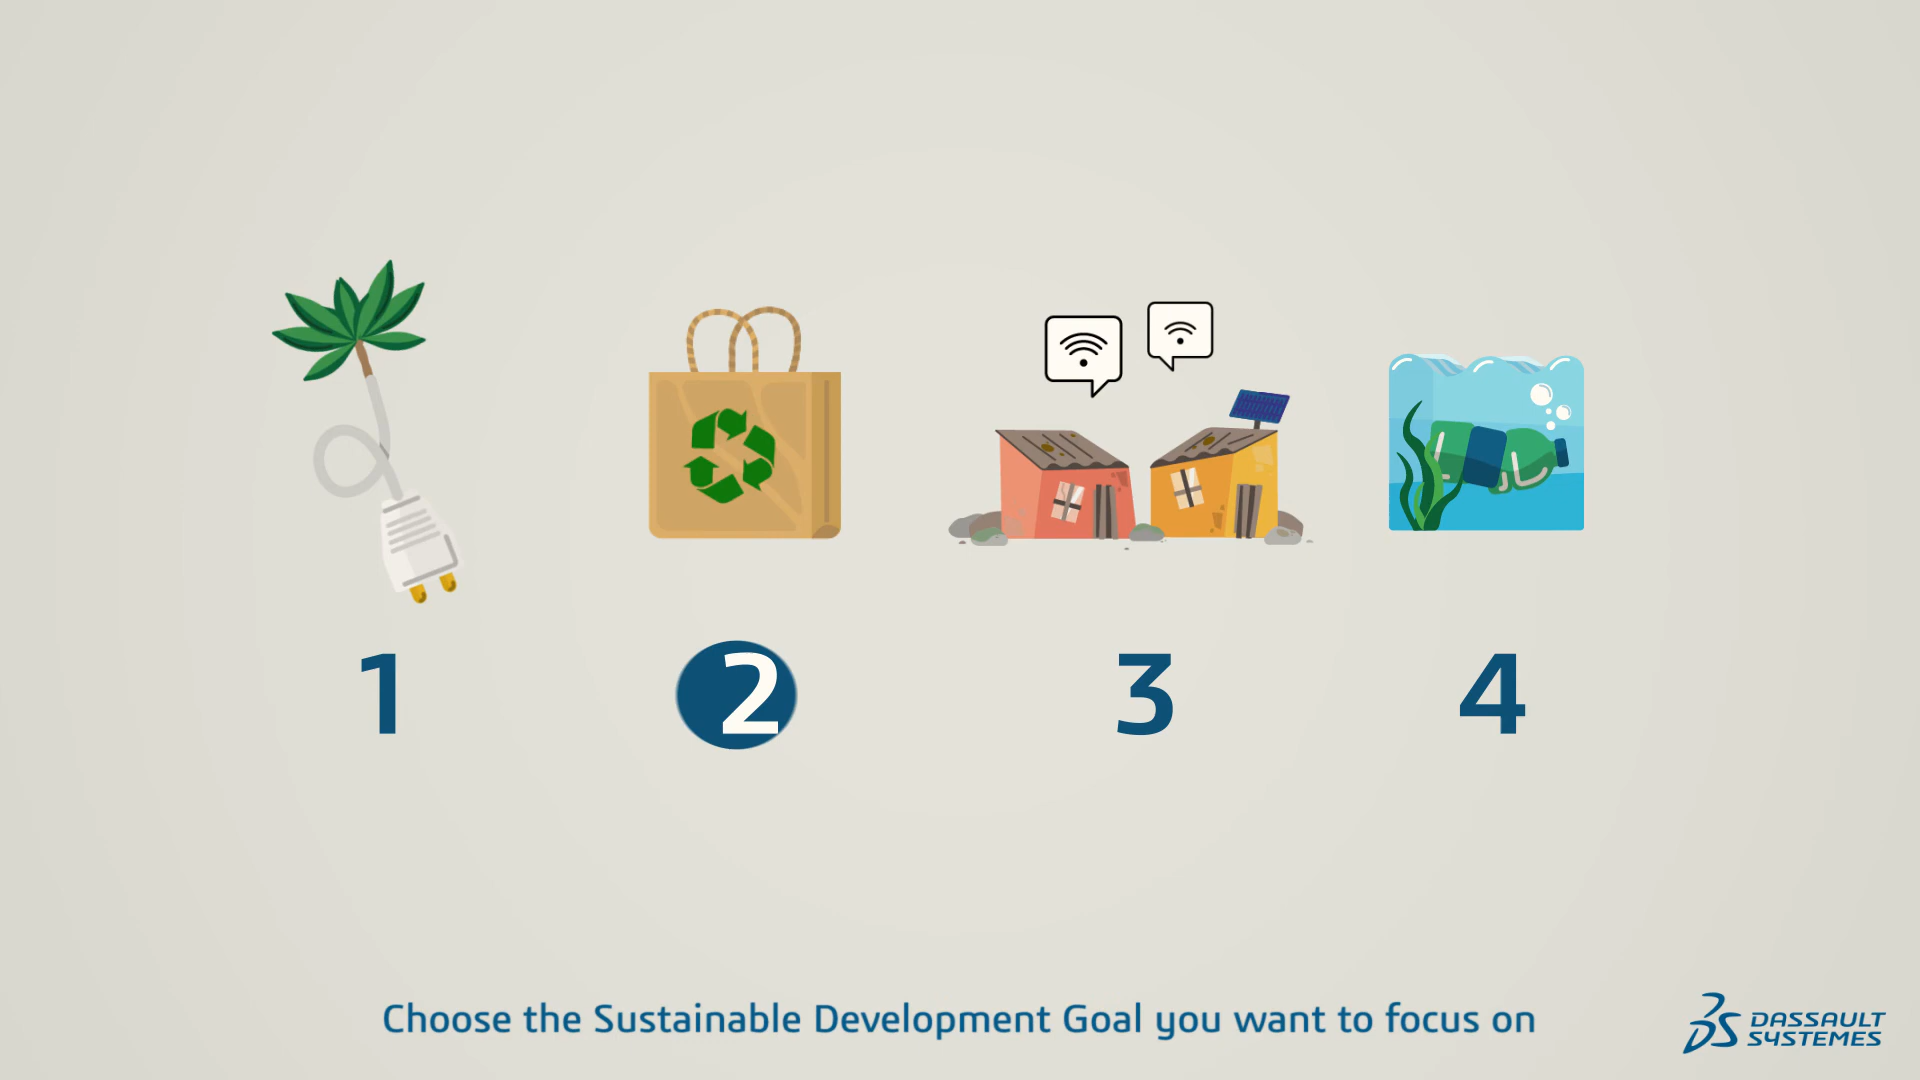 1
2
3
4
Choose the Sustainable Development Goal you want to focus on
DASSAULT
SYSTEMES